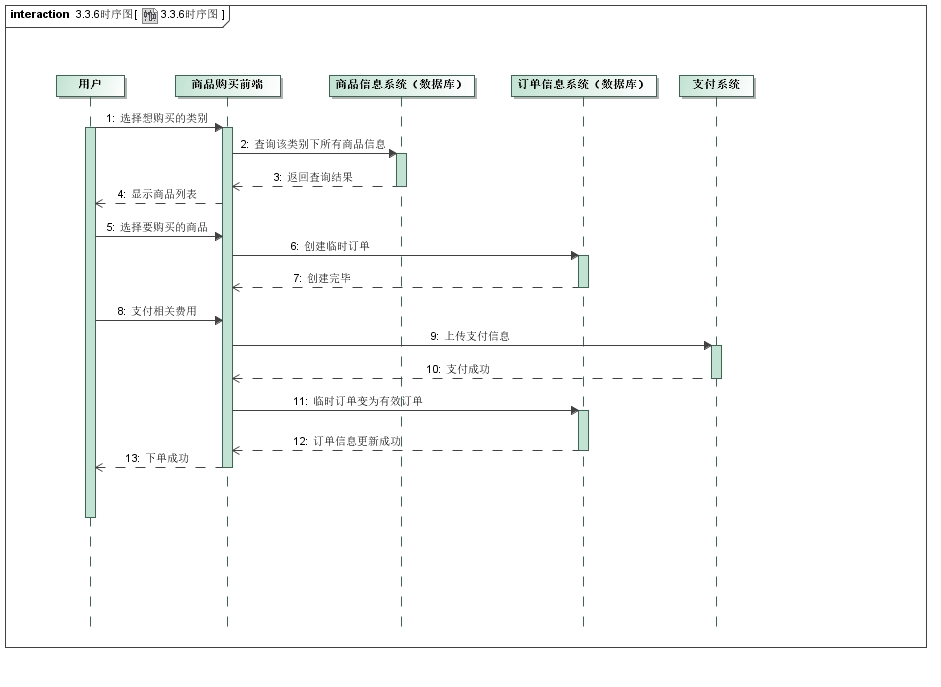 interaction 3.3.6时序图[ 3.3.6时序图 ]
用户 商品购买前端 商品信息系统（数据库） 订单信息系统（数据库） 支付系统
1: 选择想购买的类别
2: 查询该类别下所有商品信息
3: 返回查询结果
4: 显示商品列表
5: 选择要购买的商品
6: 创建临时订单
7: 创建完毕
8: 支付相关费用
9: 上传支付信息
10: 支付成功
11: 临时订单变为有效订单
12: 订单信息更新成功
13: 下单成功